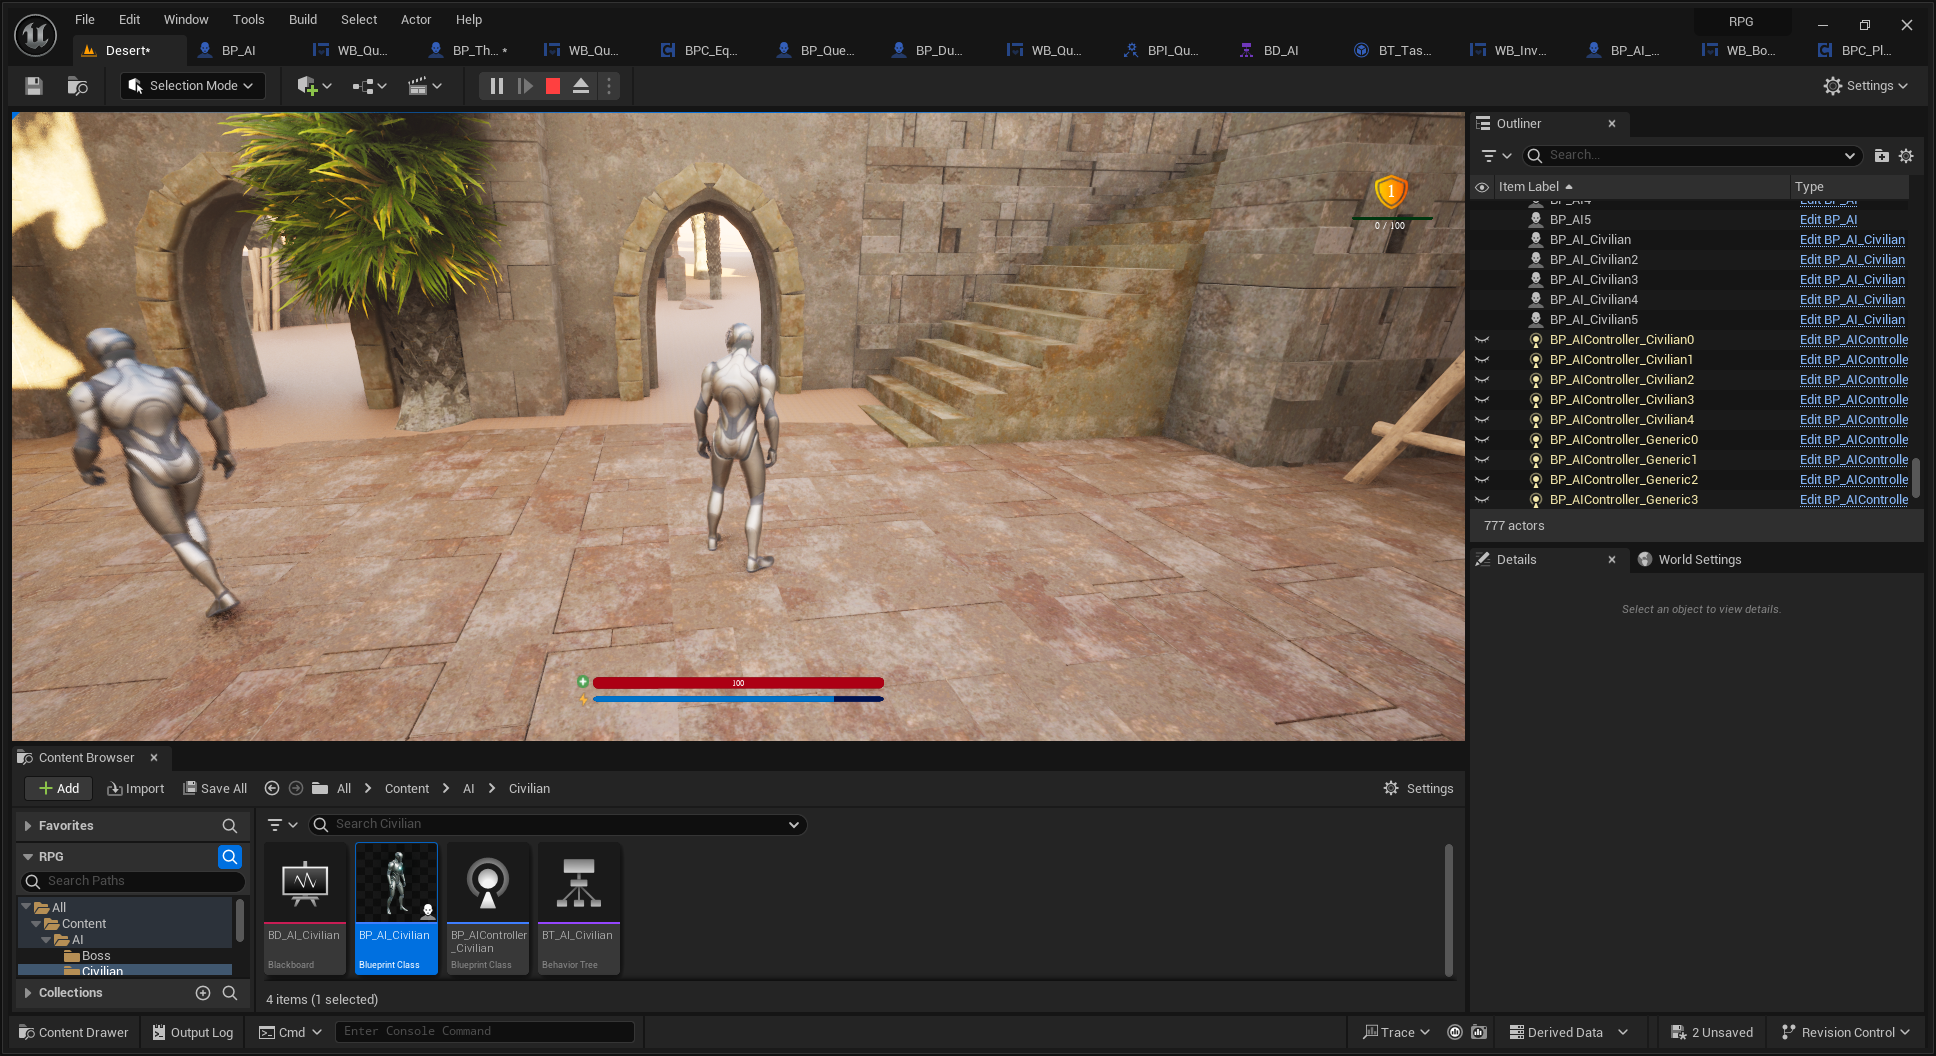 File Edit Window Tools Build Select Actor Help
RPG
Desert*
BP_AI
WB_Qu...
BP_Th... *
WB_Qu...
BPC_Eq...
BP_Que...
BP_Du...
WB_Qu...
BPI_Qu...
BD_AI
BT_Tas...
WB_Inv...
BP_AI_...
WB_Bo...
BPC_Pl...
Selection Mode
Settings
1
0 / 100
100
Outliner
Search...
Item Label Type
BP_AI4 Edit BP_AI
BP_AI5 Edit BP_AI
BP_AI_Civilian Edit BP_AI_Civilian
BP_AI_Civilian2 Edit BP_AI_Civilian
BP_AI_Civilian3 Edit BP_AI_Civilian
BP_AI_Civilian4 Edit BP_AI_Civilian
BP_AI_Civilian5 Edit BP_AI_Civilian
BP_AIController_Civilian0 Edit BP_AIControlle
BP_AIController_Civilian1 Edit BP_AIControlle
BP_AIController_Civilian2 Edit BP_AIControlle
BP_AIController_Civilian3 Edit BP_AIControlle
BP_AIController_Civilian4 Edit BP_AIControlle
BP_AIController_Generic0 Edit BP_AIControlle
BP_AIController_Generic1 Edit BP_AIControlle
BP_AIController_Generic2 Edit BP_AIControlle
BP_AIController_Generic3 Edit BP_AIControlle
777 actors
Details
World Settings
Select an object to view details.
Content Browser
Add Import Save All All Content AI Civilian
Settings
Favorites
RPG
Search Paths
All
Content
AI
Boss
Civilian
Collections
Search Civilian
BD_AI_Civilian
Blackboard
BP_AI_Civilian
Blueprint Class
BP_AIController
_Civilian
Blueprint Class
BT_AI_Civilian
Behavior Tree
4 items (1 selected)
Content Drawer Output Log Cmd Enter Console Command
Trace Derived Data 2 Unsaved Revision Control